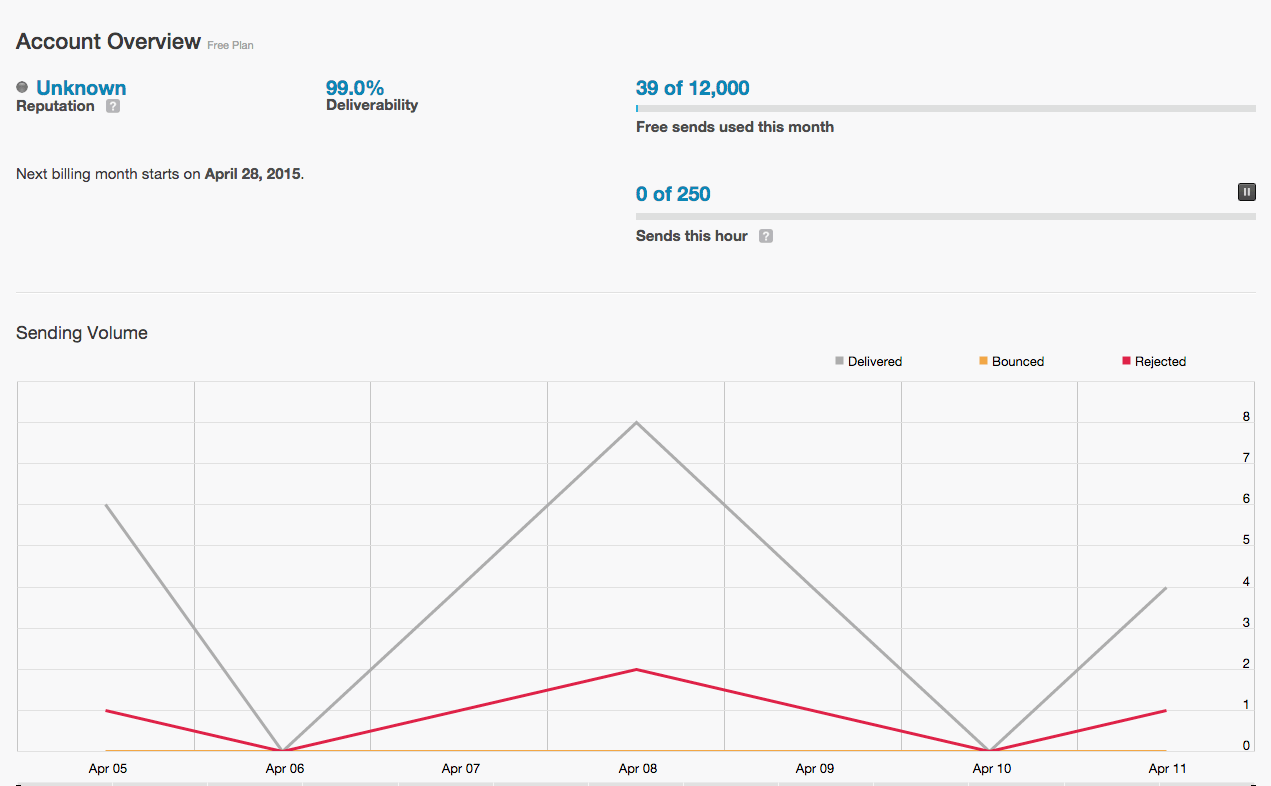 Account Overview Free Plan
Unknown
Reputation ?
99.0%
Deliverability
39 of 12,000
Free sends used this month
Next billing month starts on April 28, 2015.
0 of 250
Sends this hour ?
Sending Volume
Delivered Bounced Rejected
8
7
6
5
4
3
2
1
0
Apr 05 Apr 06 Apr 07 Apr 08 Apr 09 Apr 10 Apr 11